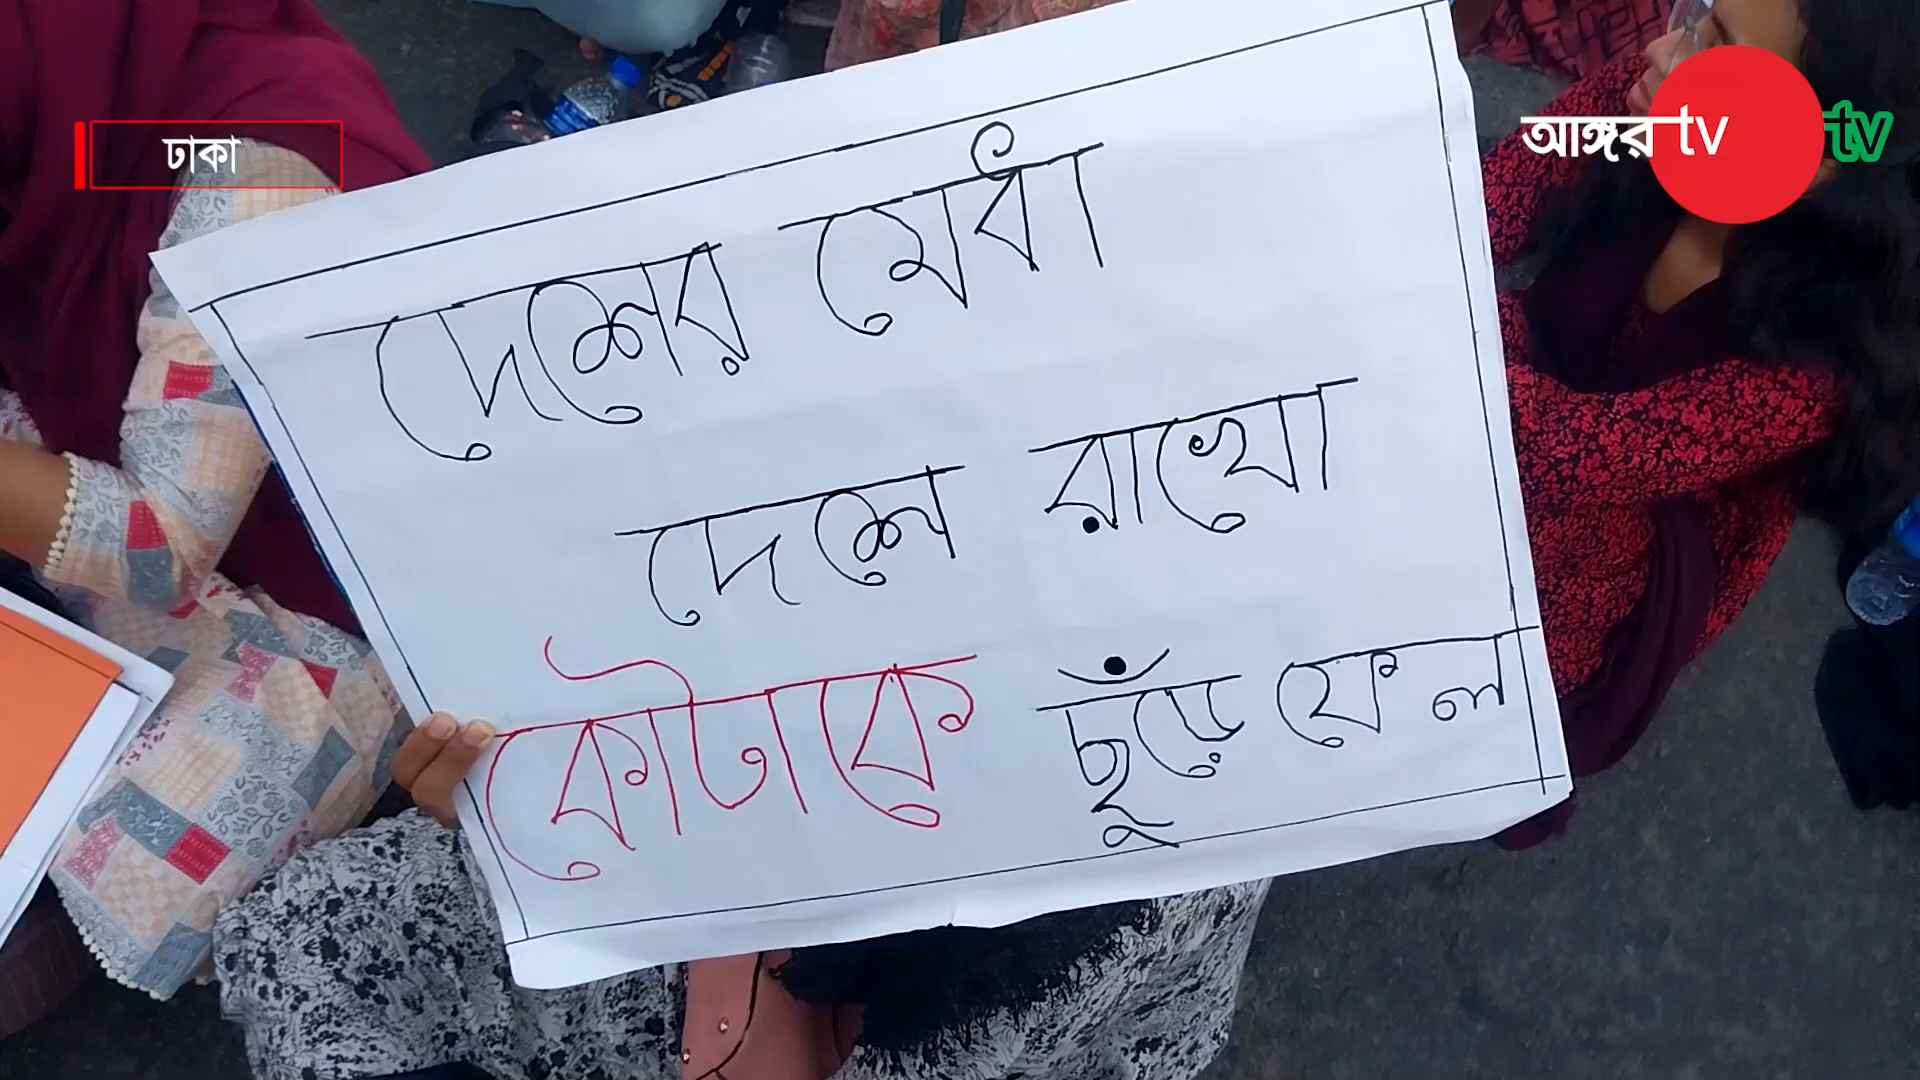 ঢাকা
আঙ্গর tv
tv
দেশের মেধা
দেশে রাখো
কোটাকে ছুঁড়ে ফেল